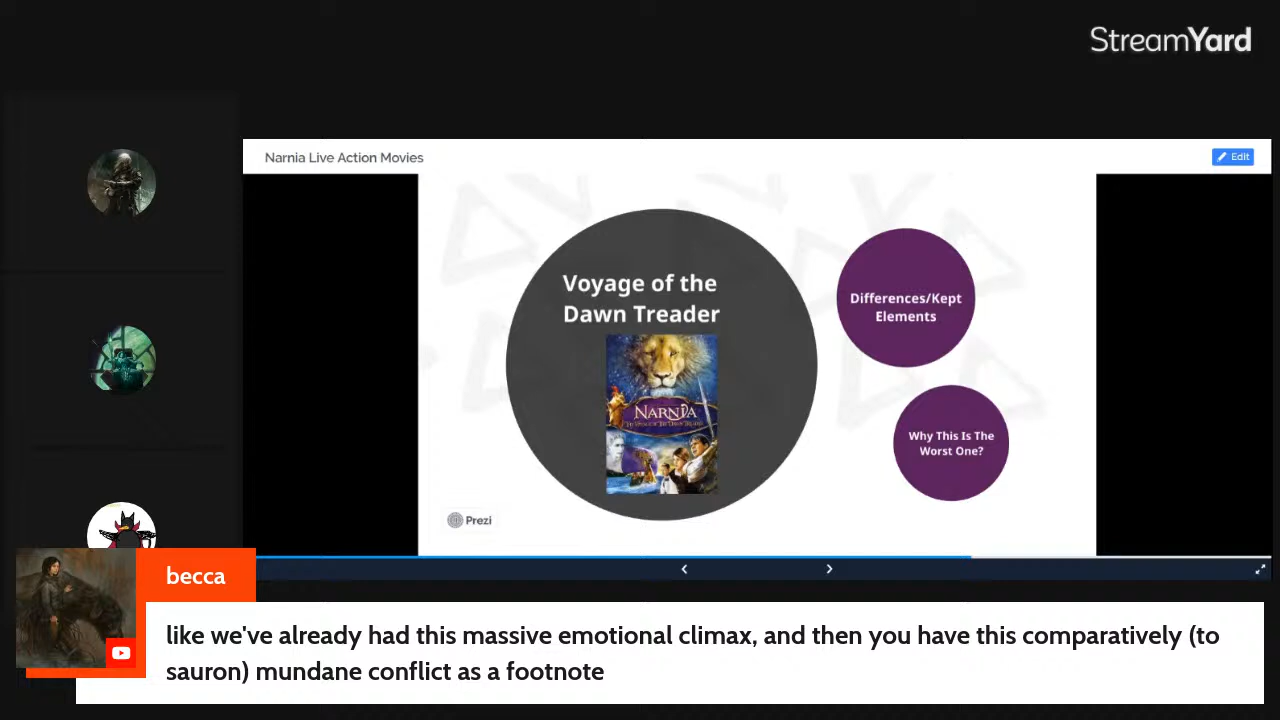 StreamYard
Narnia Live Action Movies
Edit
Voyage of the
Dawn Treader
NARNIA
Differences/Kept
Elements
Why This Is The
Worst One?
Prezi
becca
like we've already had this massive emotional climax, and then you have this comparatively (to
sauron) mundane conflict as a footnote